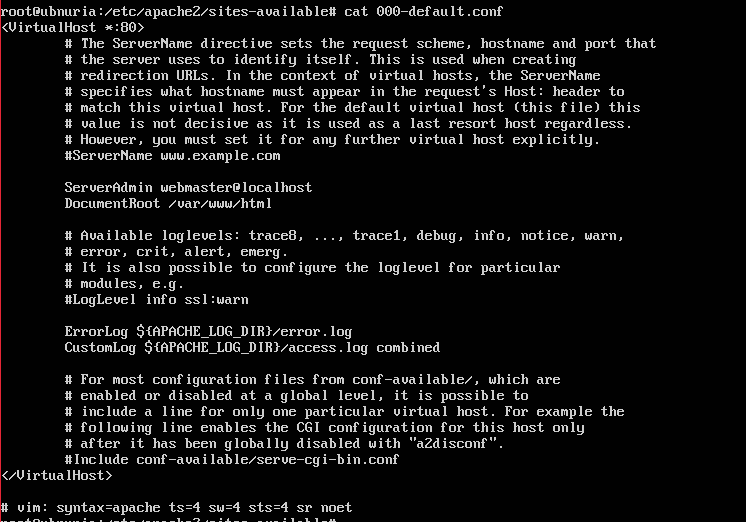 root@ubnuria:/etc/apache2/sites-available# cat 000-default.conf
<VirtualHost *:80>
        # The ServerName directive sets the request scheme, hostname and port that
        # the server uses to identify itself. This is used when creating
        # redirection URLs. In the context of virtual hosts, the ServerName
        # specifies what hostname must appear in the request's Host: header to
        # match this virtual host. For the default virtual host (this file) this
        # value is not decisive as it is used as a last resort host regardless.
        # However, you must set it for any further virtual host explicitly.
        #ServerName www.example.com

        ServerAdmin webmaster@localhost
        DocumentRoot /var/www/html

        # Available loglevels: trace8, ..., trace1, debug, info, notice, warn,
        # error, crit, alert, emerg.
        # It is also possible to configure the loglevel for particular
        # modules, e.g.
        #LogLevel info ssl:warn

        ErrorLog ${APACHE_LOG_DIR}/error.log
        CustomLog ${APACHE_LOG_DIR}/access.log combined

        # For most configuration files from conf-available/, which are
        # enabled or disabled at a global level, it is possible to
        # include a line for only one particular virtual host. For example the
        # following line enables the CGI configuration for this host only
        # after it has been globally disabled with "a2disconf".
        #Include conf-available/serve-cgi-bin.conf
</VirtualHost>

# vim: syntax=apache ts=4 sw=4 sts=4 sr noet
root@ubnuria:/etc/apache2/sites-available#